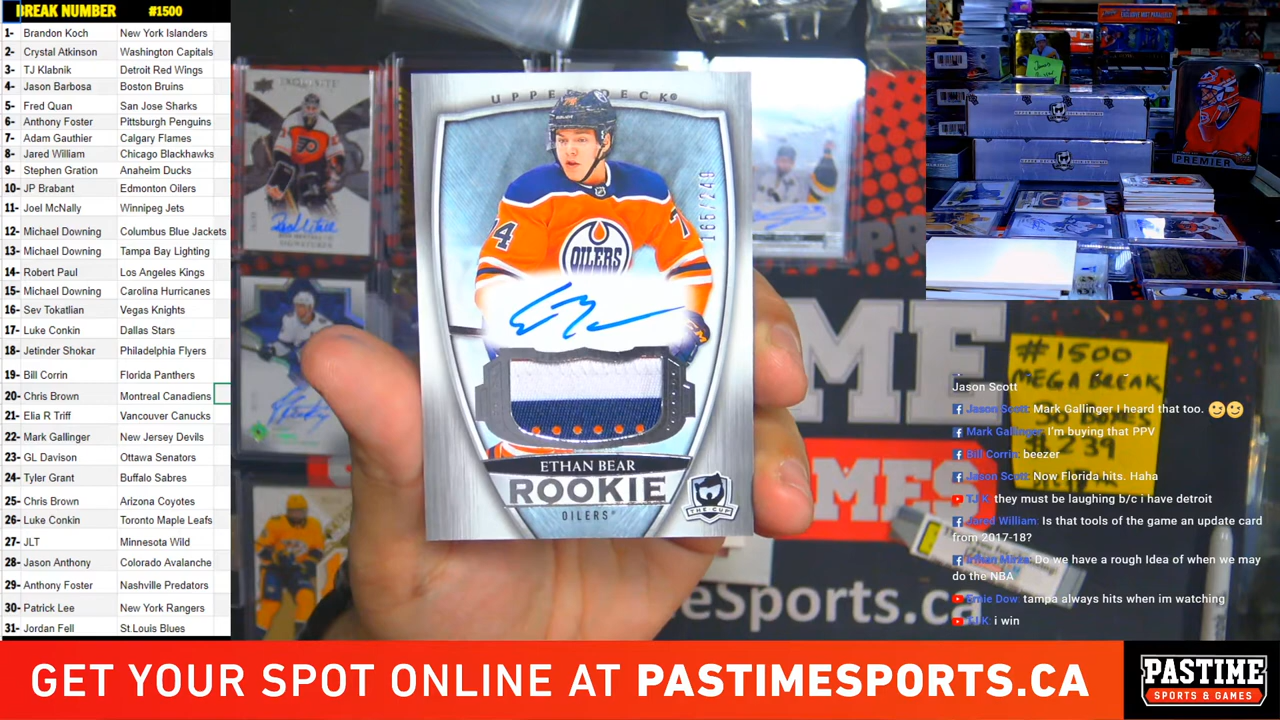 BREAK NUMBER #1500
1- Brandon Koch New York Islanders
2- Crystal Atkinson Washington Capitals
3- TJ Klabnik Detroit Red Wings
4- Jason Barbosa Boston Bruins
5- Fred Quan San Jose Sharks
6- Anthony Foster Pittsburgh Penguins
7- Adam Gauthier Calgary Flames
8- Jared William Chicago Blackhawks
9- Stephen Gration Anaheim Ducks
10- JP Brabant Edmonton Oilers
11- Joel McNally Winnipeg Jets
12- Michael Downing Columbus Blue Jackets
13- Michael Downing Tampa Bay Lighting
14- Robert Paul Los Angeles Kings
15- Michael Downing Carolina Hurricanes
16- Sev Tokatlian Vegas Knights
17- Luke Conkin Dallas Stars
18- Jetinder Shokar Philadelphia Flyers
19- Bill Corrin Florida Panthers
20- Chris Brown Montreal Canadiens
21- Elia R Triff Vancouver Canucks
22- Mark Gallinger New Jersey Devils
23- GL Davison Ottawa Senators
24- Tyler Grant Buffalo Sabres
25- Chris Brown Arizona Coyotes
26- Luke Conkin Toronto Maple Leafs
27- JLT Minnesota Wild
28- Jason Anthony Colorado Avalanche
29- Anthony Foster Nashville Predators
30- Patrick Lee New York Rangers
31- Jordan Fell St.Louis Blues
UPPER DECK
74
7
OILERS
165/249
ETHAN BEAR
ROOKIE
OILERS
THE CUP
PREMIER
#1500
MEGA BREAK
Jason Scott
Jason Scott: Mark Gallinger I heard that too. 🙂🙂
Mark Gallinger: I'm buying that PPV
Bill Corrin: beezer
Jason Scott: Now Florida hits. Haha
TJ K: they must be laughing b/c i have detroit
Jared William: Is that tools of the game an update card
from 2017-18?
Do we have a rough Idea of when we may
do the NBA
Ernie Dow: tampa always hits when im watching
TJ K: i win
GET YOUR SPOT ONLINE AT PASTIMESPORTS.CA
PASTIME
SPORTS & GAMES